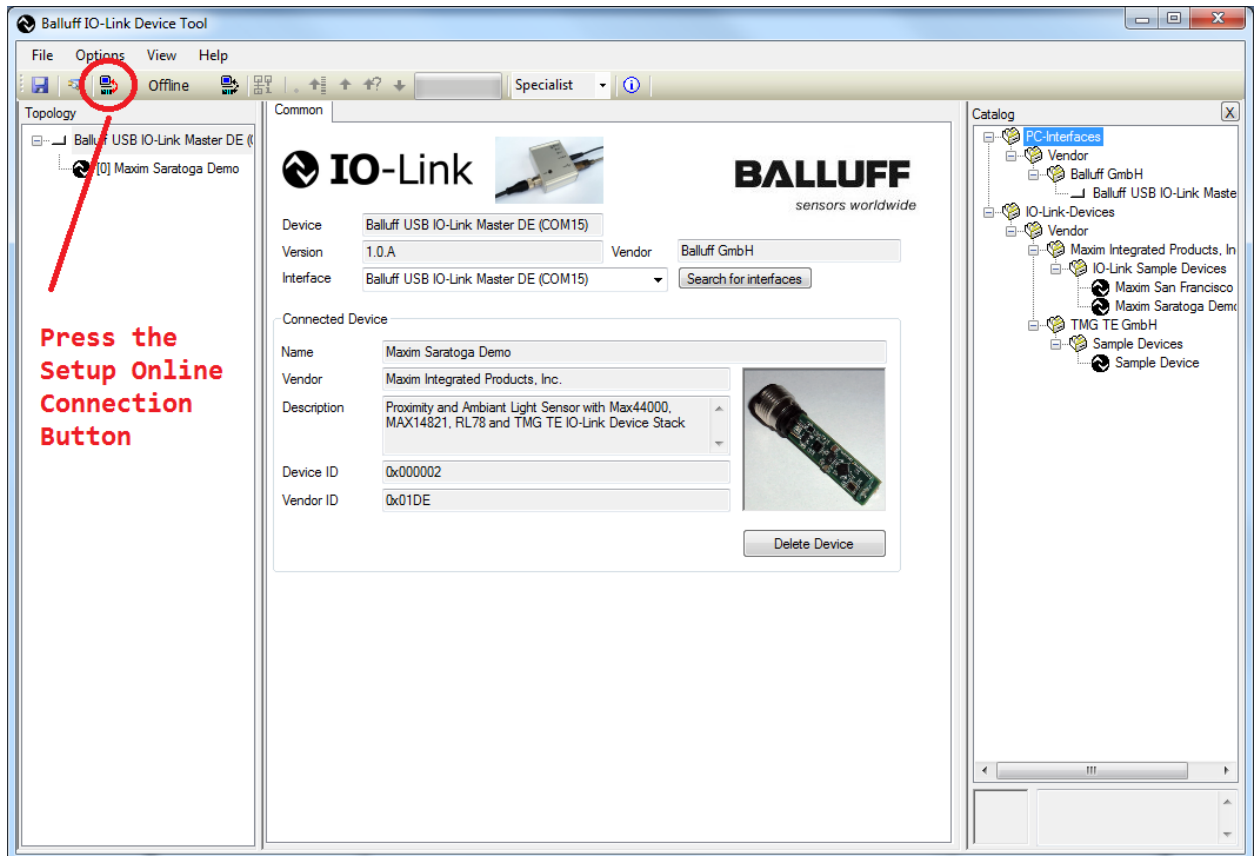 Balluff IO-Link Device Tool
File Options View Help
Offline
Specialist
Topology
Balluff USB IO-Link Master DE (
[0] Maxim Saratoga Demo
Press the
Setup Online
Connection
Button
Common
IO-Link
BALLUFF
sensors worldwide
Device Balluff USB IO-Link Master DE (COM15)
Version 1.0.A Vendor Balluff GmbH
Interface Balluff USB IO-Link Master DE (COM15) Search for interfaces
Connected Device
Name Maxim Saratoga Demo
Vendor Maxim Integrated Products, Inc.
Description Proximity and Ambiant Light Sensor with Max44000,
MAX14821, RL78 and TMG TE IO-Link Device Stack
Device ID 0x000002
Vendor ID 0x01DE
Delete Device
Catalog X
PC-Interfaces
Vendor
Balluff GmbH
Balluff USB IO-Link Maste
IO-Link-Devices
Vendor
Maxim Integrated Products, In
IO-Link Sample Devices
Maxim San Francisco
Maxim Saratoga Demo
TMG TE GmbH
Sample Devices
Sample Device